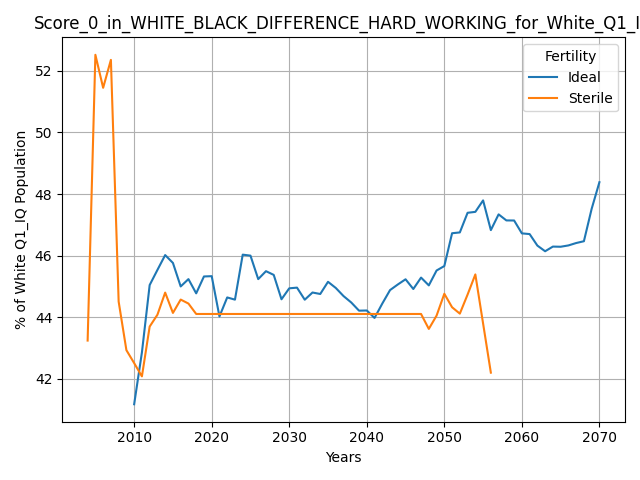 Score_0_in_WHITE_BLACK_DIFFERENCE_HARD_WORKING_for_White_Q1_I
Fertility
Ideal
Sterile
52
50
48
46
44
42
% of White Q1_IQ Population
2010 2020 2030 2040 2050 2060 2070
Years